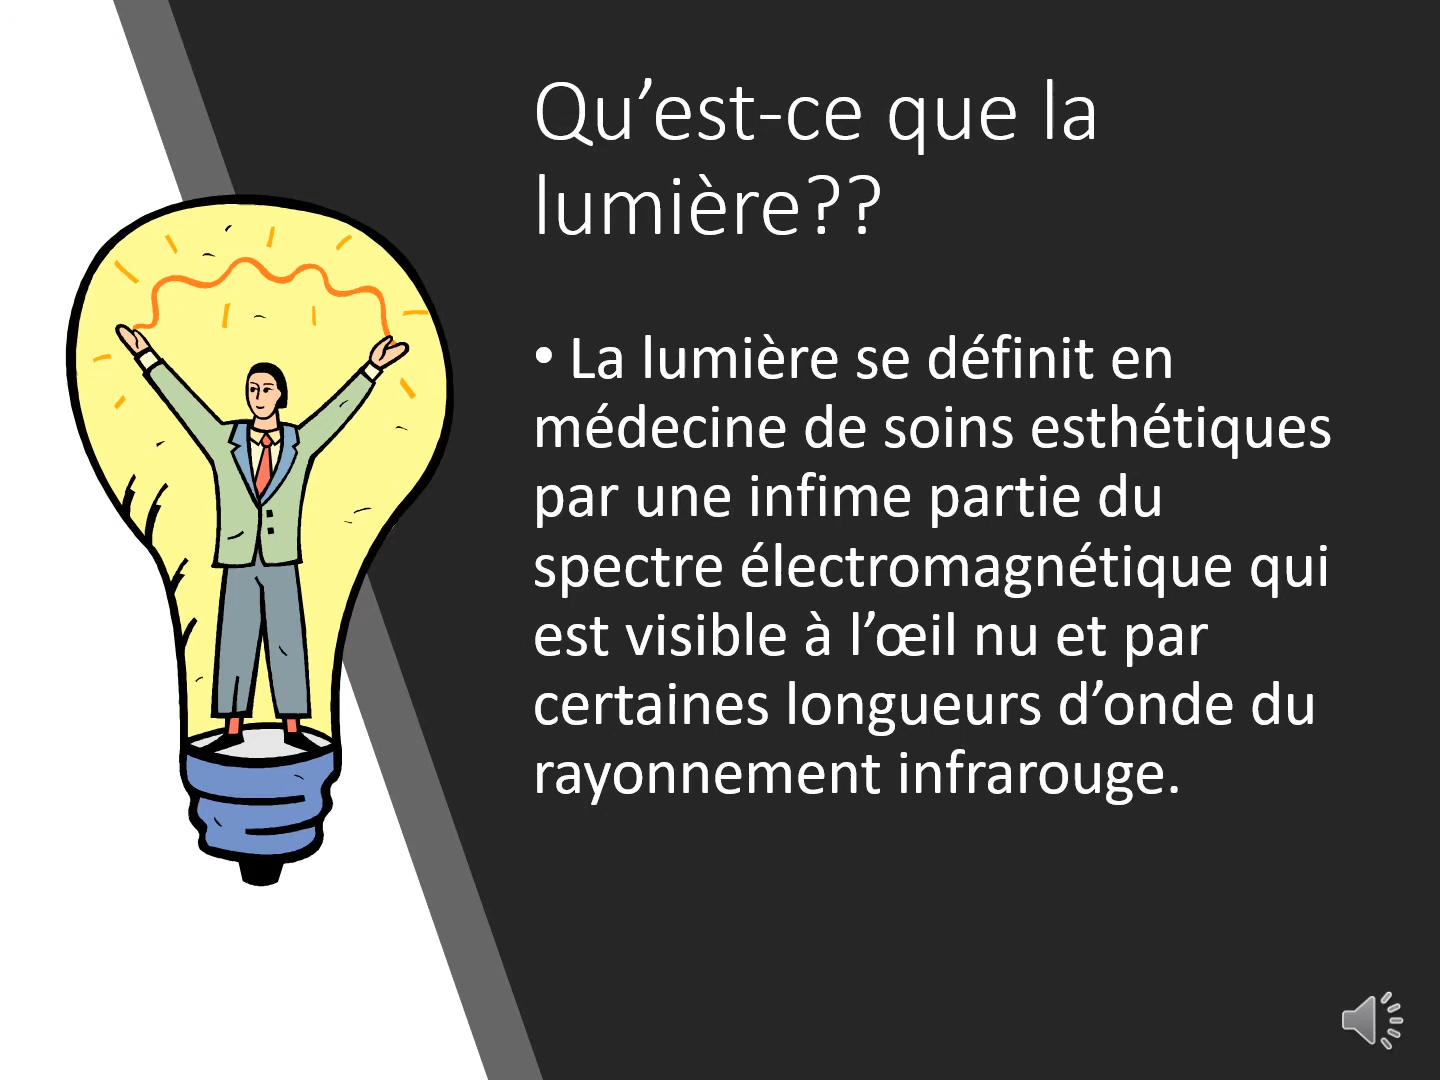 Qu’est-ce que la
lumière??
• La lumière se définit en
médecine de soins esthétiques
par une infime partie du
spectre électromagnétique qui
est visible à l’œil nu et par
certaines longueurs d’onde du
rayonnement infrarouge.